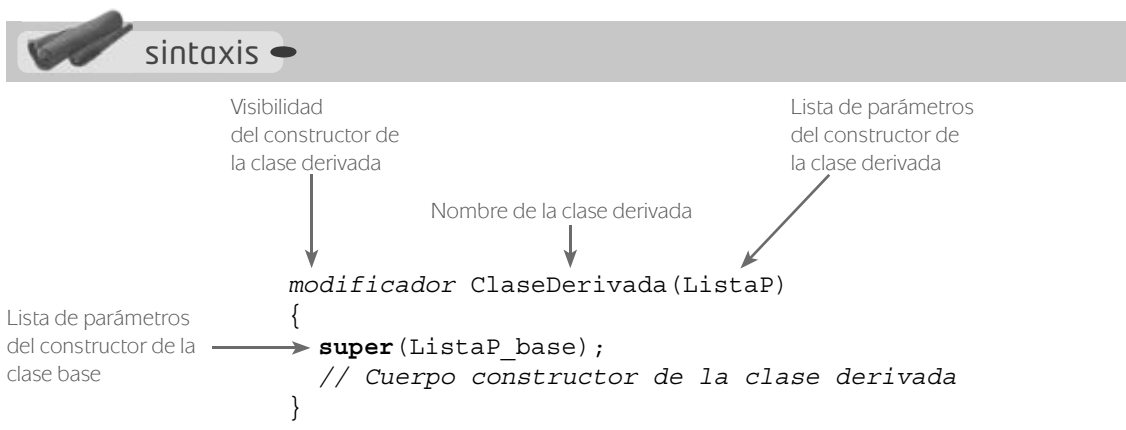 sintaxis
Visibilidad
del constructor de
la clase derivada
Lista de parámetros
del constructor de
la clase derivada
Nombre de la clase derivada
modificador ClaseDerivada(ListaP)
{
Lista de parámetros
del constructor de la
clase base
super(ListaP_base);
// Cuerpo constructor de la clase derivada
}